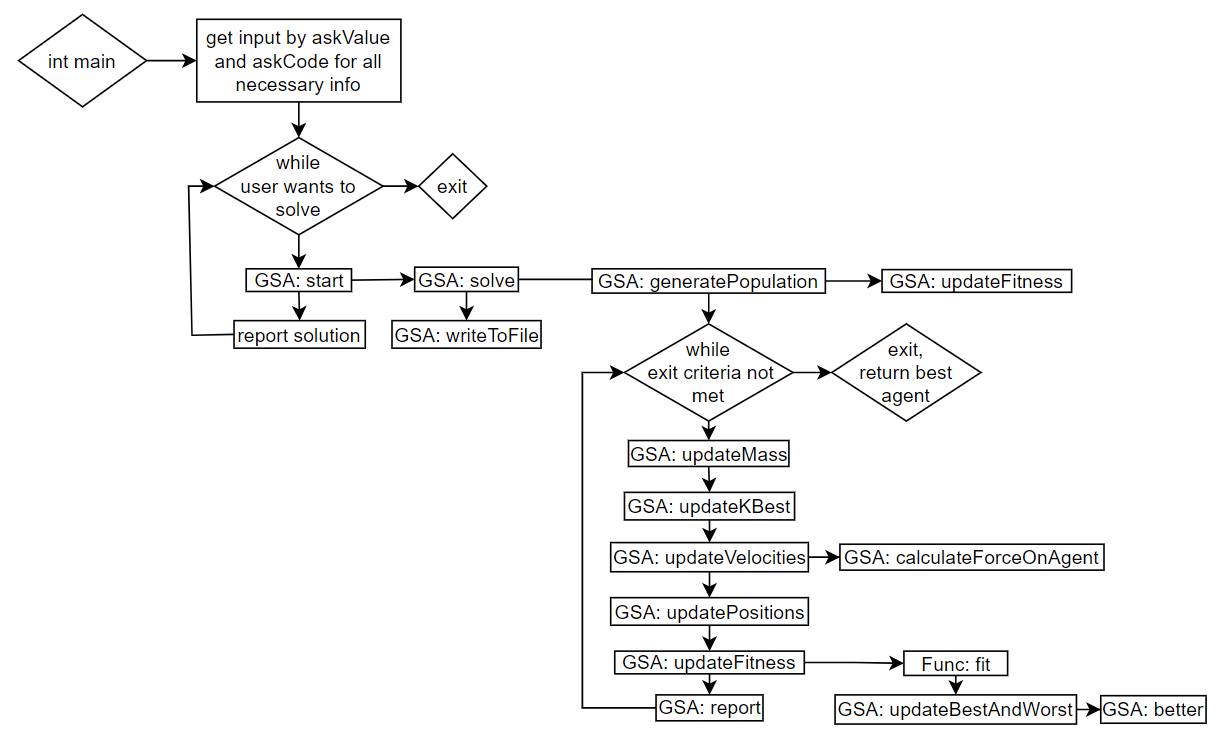 int main
get input by askValue
and askCode for all
necessary info
while
user wants to
solve
exit
GSA: start
GSA: solve
GSA: generatePopulation
GSA: updateFitness
report solution
GSA: writeToFile
while
exit criteria not
met
exit,
return best
agent
GSA: updateMass
GSA: updateKBest
GSA: updateVelocities
GSA: calculateForceOnAgent
GSA: updatePositions
GSA: updateFitness
Func: fit
GSA: report
GSA: updateBestAndWorst
GSA: better